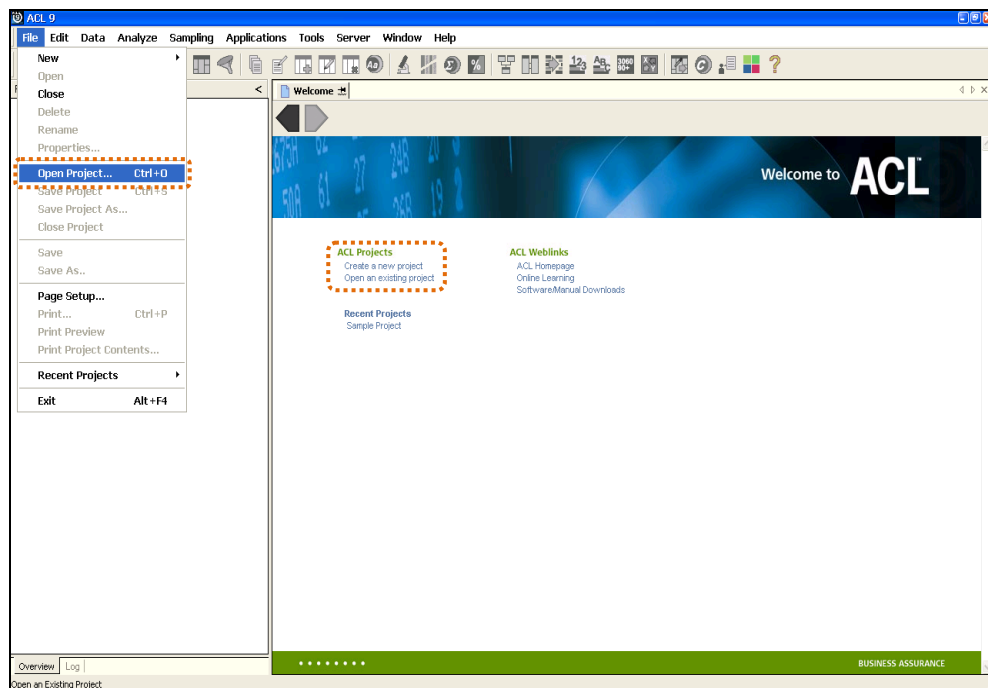 ACL 9
File Edit Data Analyze Sampling Applications Tools Server Window Help
New
Open
Close
Delete
Rename
Properties...
Open Project... Ctrl+O
Save Project Ctrl+S
Save Project As...
Close Project
Save
Save As..
Page Setup...
Print... Ctrl+P
Print Preview
Print Project Contents...
Recent Projects
Exit Alt+F4
Welcome
Welcome to ACL™
ACL Projects
Create a new project
Open an existing project
Recent Projects
Sample Project
ACL Weblinks
ACL Homepage
Online Learning
Software/Manual Downloads
BUSINESS ASSURANCE
Overview Log
Open an Existing Project